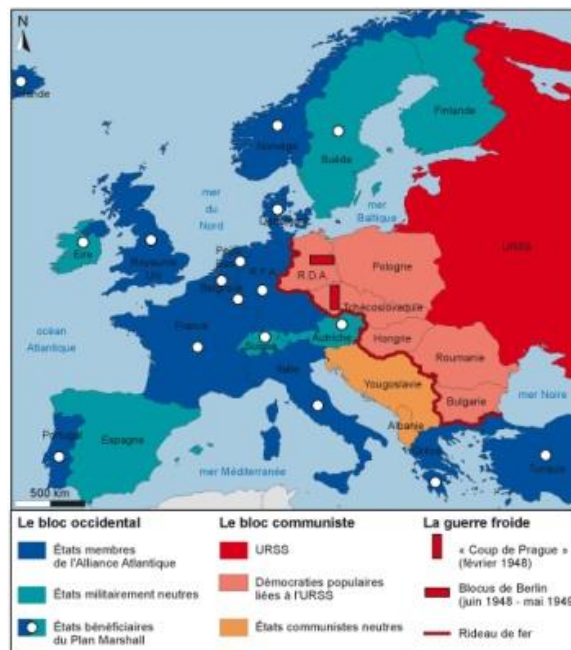 N
Norvège
Suède
Finlande
mer
du
Nord
mer
Baltique
URSS
Eire
Royaume
Uni
Belgique
R.F.A.
R.D.A.
Pologne
Tchécoslovaquie
océan
Atlantique
France
Autriche
Hongrie
Roumanie
Italie
Yougoslavie
mer Noire
Bulgarie
Albanie
Portugal
Espagne
mer Méditerranée
Turquie
500 km
Le bloc occidental
États membres
de l'Alliance Atlantique
États militairement neutres
États bénéficiaires
du Plan Marshall
Le bloc communiste
URSS
Démocraties populaires
liées à l'URSS
États communistes neutres
La guerre froide
« Coup de Prague »
(février 1948)
Blocus de Berlin
(juin 1948 - mai 1949)
Rideau de fer